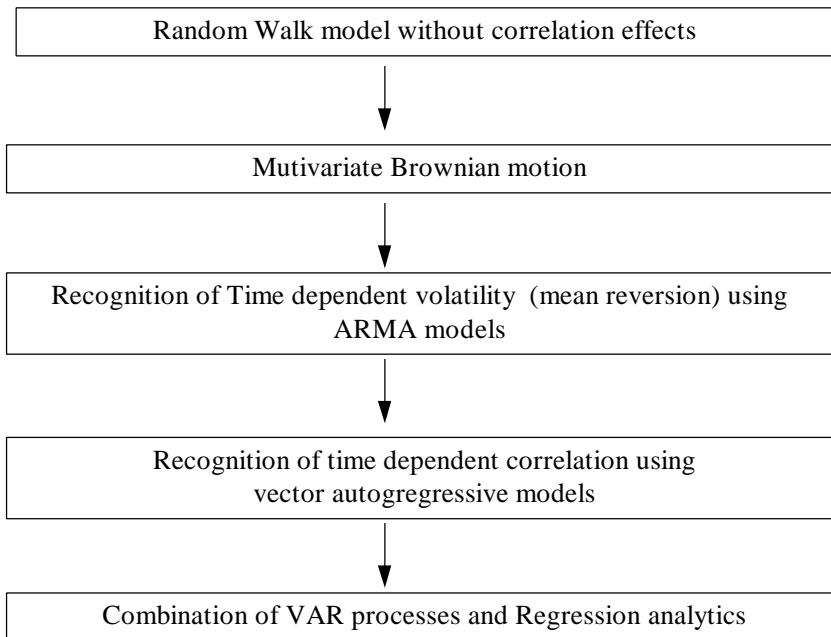 Random Walk model without correlation effects
Mutivariate Brownian motion
Recognition of Time dependent volatility (mean reversion) using
ARMA models
Recognition of time dependent correlation using
vector autogregressive models
Combination of VAR processes and Regression analytics